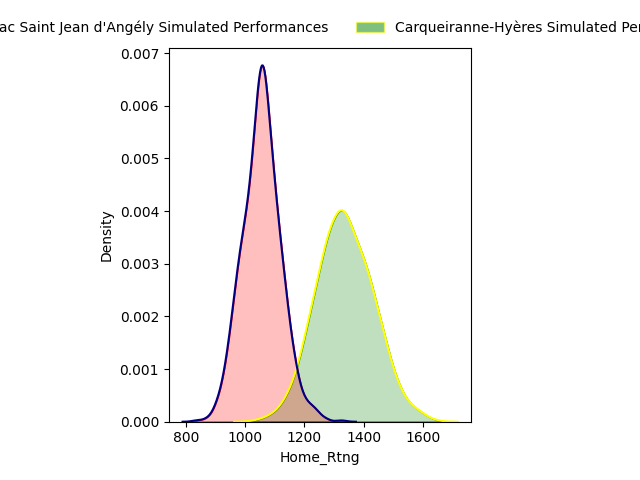 ac Saint Jean d'Angély Simulated Performances Carqueiranne-Hyères Simulated Per
0.007
0.006
0.005
0.004
0.003
0.002
0.001
0.000
Density
800 1000 1200 1400 1600
Home_Rtng